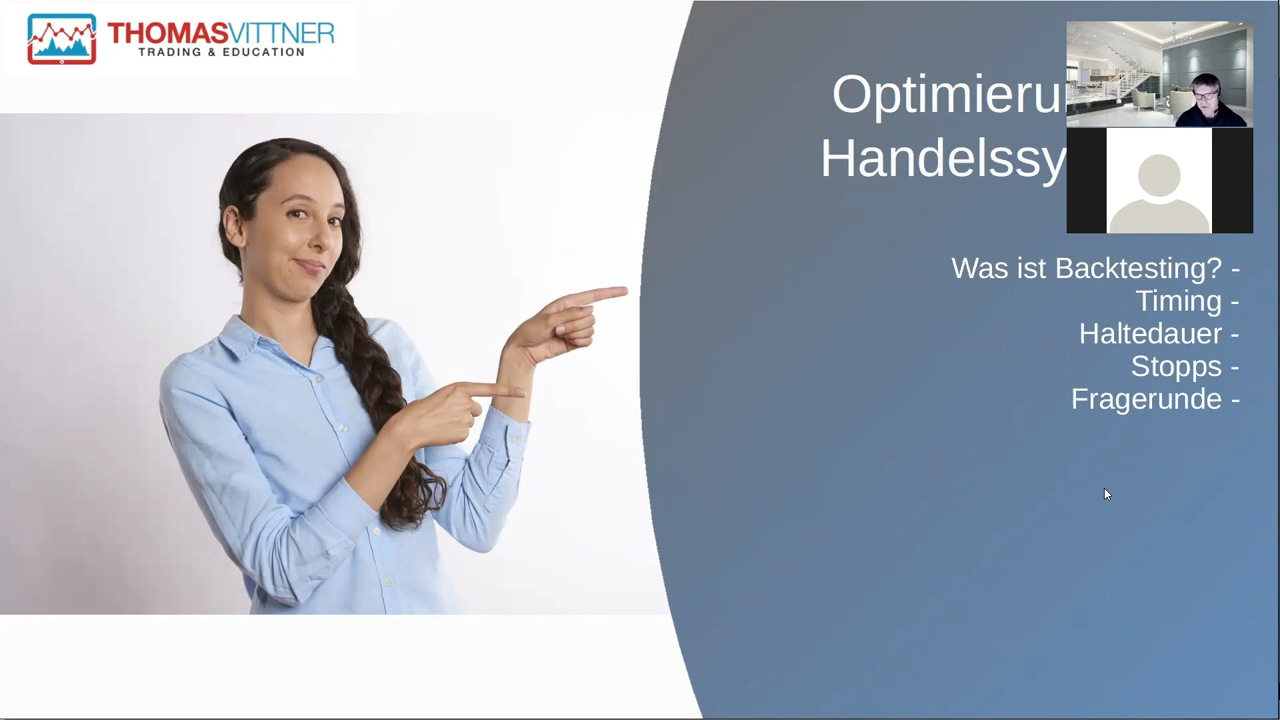 THOMASVITTNER
TRADING & EDUCATION
Optimieru
Handelssy
Was ist Backtesting? -
Timing -
Haltedauer -
Stopps -
Fragerunde -